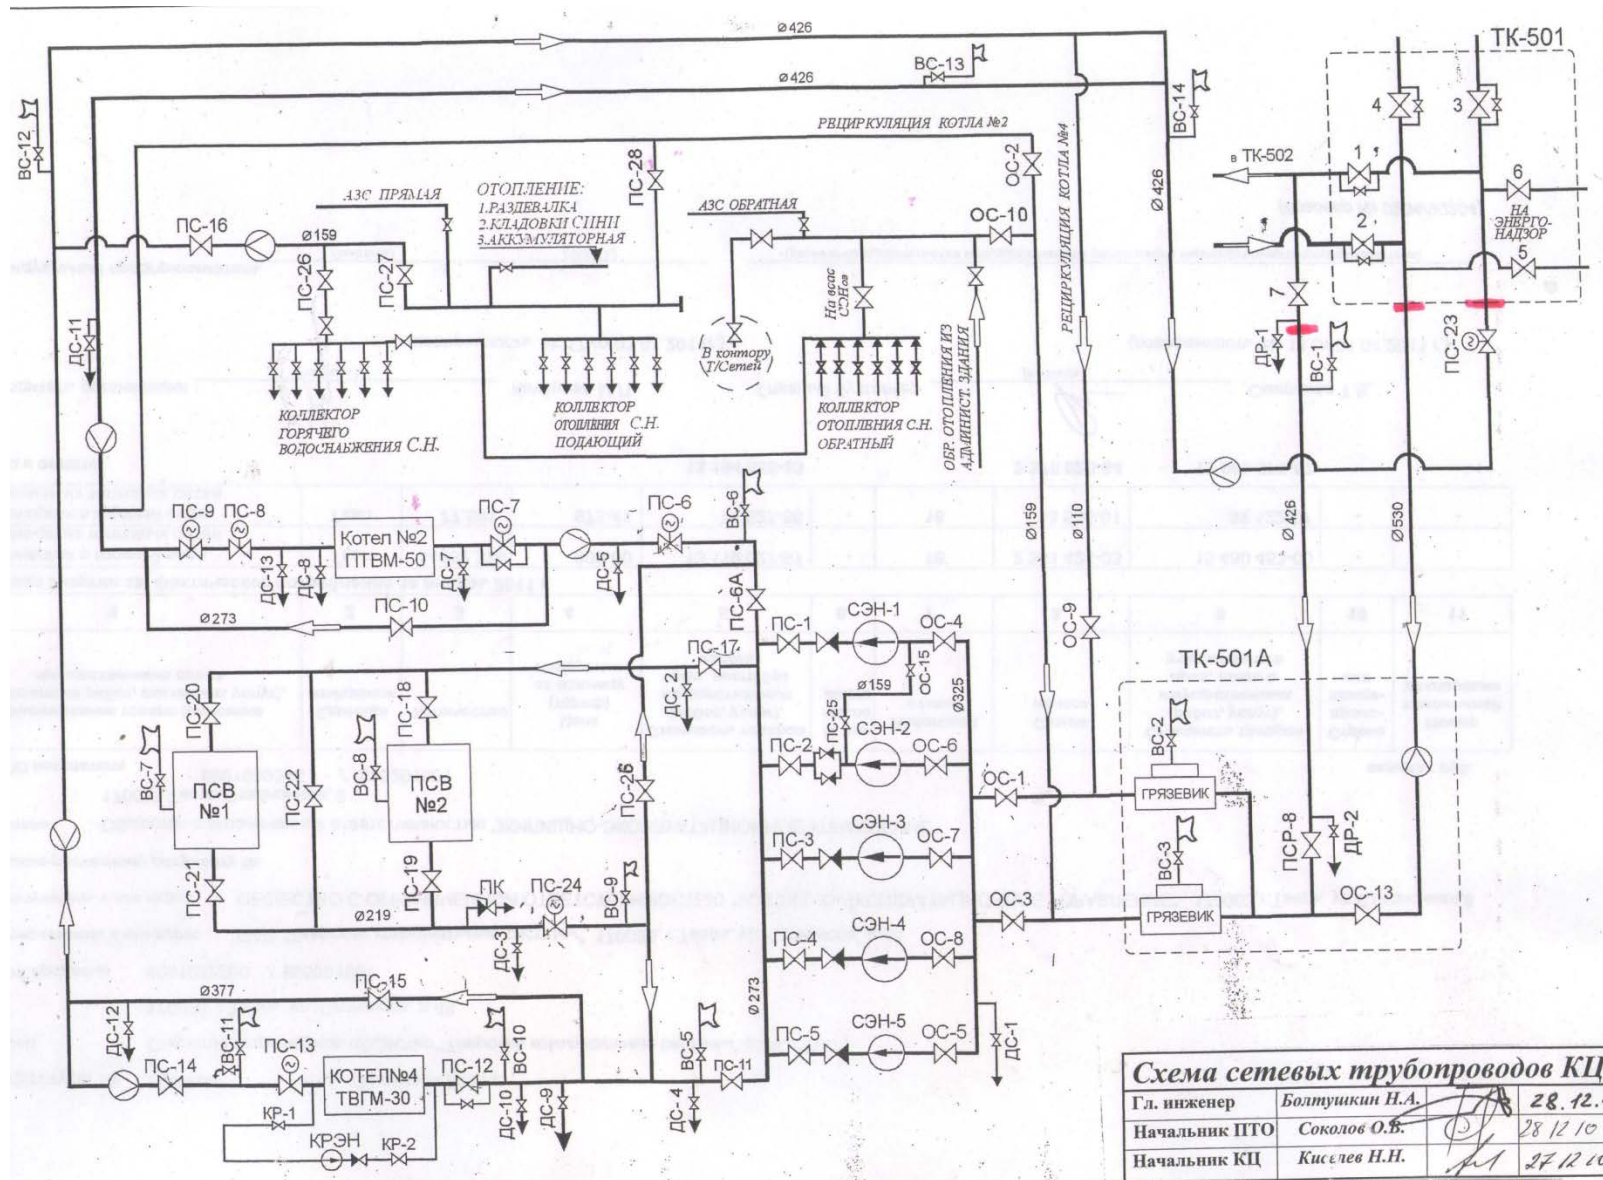 Ø426
ТК-501
ВС-13
Ø426
ВС-14
4
3
ВС-12
РЕЦИРКУЛЯЦИЯ КОТЛА №2
ОС-2
РЕЦИРКУЛЯЦИЯ КОТЛА №4
Ø426
в ТК-502
1
6
НА
ЭНЕРГО-
НАДЗОР
2
5
ПС-28
АЗС ПРЯМАЯ
ОТОПЛЕНИЕ:
1.РАЗДЕВАЛКА
2.КЛАДОВКИ СИНИ
3.АККУМУЛЯТОРНАЯ
АЗС ОБРАТНАЯ
ОС-10
ПС-16
Ø159
ПС-26
ПС-27
На всас
СЭНов
7
ДР-1
ВС-1
ПС-23
ДС-11
В контору
Т/Сетей
КОЛЛЕКТОР
ГОРЯЧЕГО
ВОДОСНАБЖЕНИЯ С.Н.
КОЛЛЕКТОР
ОТОПЛЕНИЯ С.Н.
ПОДАЮЩИЙ
КОЛЛЕКТОР
ОТОПЛЕНИЯ С.Н.
ОБРАТНЫЙ
ОБР. ОТОПЛЕНИЯ ИЗ
АДМИНИСТ. ЗДАНИЯ
ПС-9
ПС-8
Котел №2
ПТВМ-50
ПС-7
ПС-6
ВС-6
Ø159
Ø10
Ø426
Ø530
ДС-13
ДС-8
ДС-7
ДС-6
ПС-6А
Ø273
ПС-10
ПС-1
СЭН-1
ОС-4
ОС-9
ПС-17
ОС-15
ТК-501А
ПС-20
ПС-18
ДС-2
Ø159
Ø325
ПС-25
ПС-2
СЭН-2
ОС-6
ВС-2
ВС-7
ПСВ
№1
ПС-22
ВС-8
ПСВ
№2
ПС-25
ОС-1
ГРЯЗЕВИК
СЭН-3
ПС-3
ОС-7
ВС-3
ПСГ-8
ДР-2
ПС-21
ПС-19
Ø219
ПК
ПС-24
ВС-9
ОС-3
ГРЯЗЕВИК
ОС-13
ДС-3
СЭН-4
ПС-4
ОС-8
Ø377
ПС-15
Ø273
ДС-12
ВС-11
ПС-13
ВС-10
ВС-5
СЭН-5
ПС-5
ОС-5
ДС-1
ПС-14
КОТЕЛ№4
ТВГМ-30
ПС-12
ПС-11
КР-1
ДС-10
ДС-9
ДС-4
КРЭН
КР-2
Схема сетевых трубопроводов КЦ
Гл. инженер Болтушкин Н.А. 28.12.
Начальник ПТО Соколов О.В. 28 12 10
Начальник КЦ Киселев Н.Н. 27 12 10